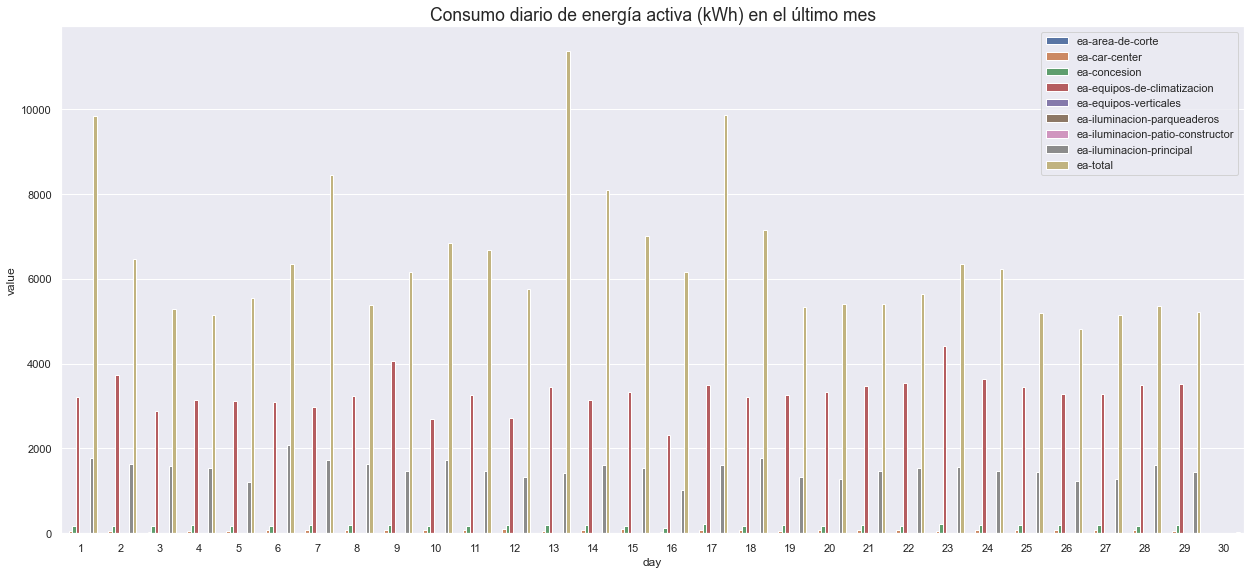 Consumo diario de energía activa (kWh) en el último mes
ea-area-de-corte
ea-car-center
ea-concesion
ea-equipos-de-climatizacion
ea-equipos-verticales
ea-iluminacion-parqueaderos
ea-iluminacion-patio-constructor
ea-iluminacion-principal
ea-total
10000
8000
6000
4000
2000
0
value
1 2 3 4 5 6 7 8 9 10 11 12 13 14 15 16 17 18 19 20 21 22 23 24 25 26 27 28 29 30
day